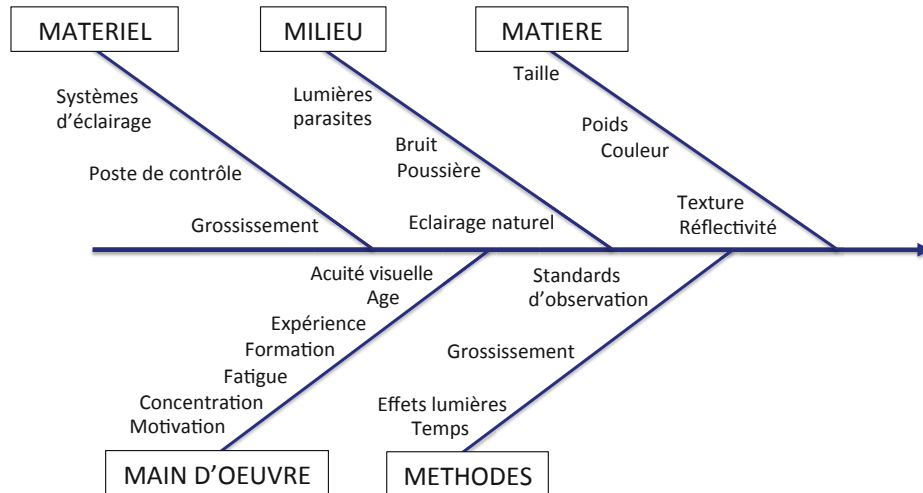 MATERIEL
MILIEU
MATIERE
Systèmes
d'éclairage
Poste de contrôle
Grossissement
Lumières
parasites
Bruit
Poussière
Eclairage naturel
Taille
Poids
Couleur
Texture
Réflectivité
Acuité visuelle
Age
Expérience
Formation
Fatigue
Concentration
Motivation
Standards
d'observation
Grossissement
Effets lumières
Temps
MAIN D'OEUVRE
METHODES